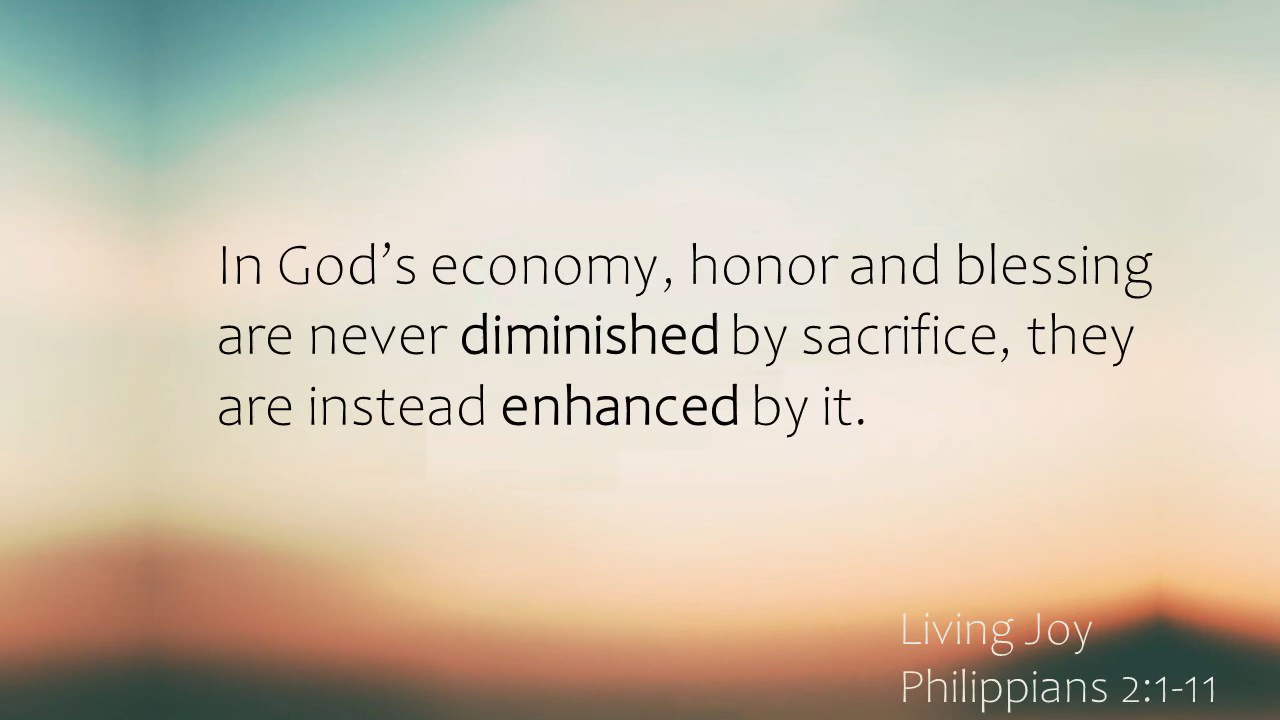 In God’s economy, honor and blessing
are never diminished by sacrifice, they
are instead enhanced by it.
Living Joy
Philippians 2:1-11